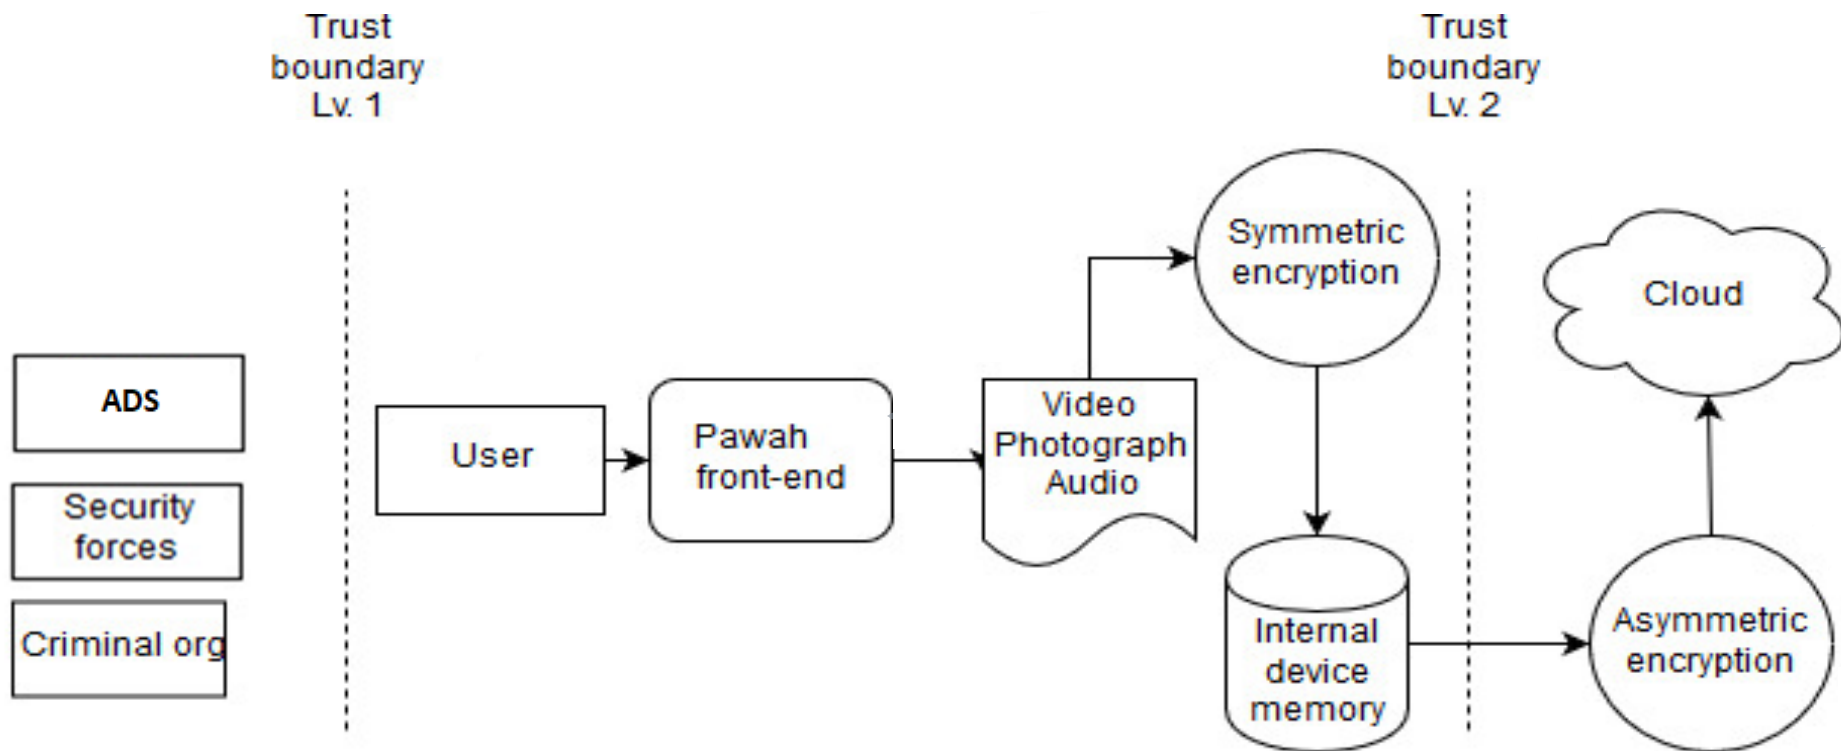 Trust
boundary
Lv. 1
Trust
boundary
Lv. 2
ADS
Security
forces
Criminal org
User
Pawah
front-end
Video
Photograph
Audio
Symmetric
encryption
Internal
device
memory
Asymmetric
encryption
Cloud